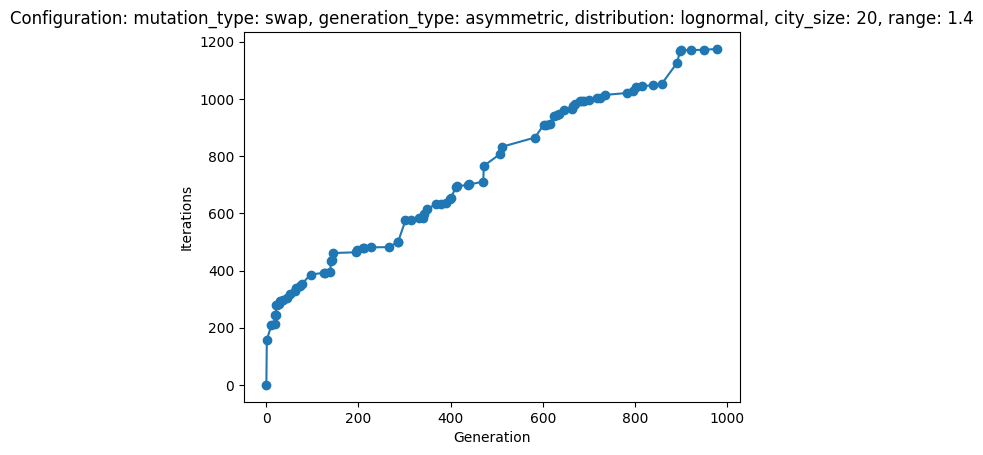 Configuration: mutation_type: swap, generation_type: asymmetric, distribution: lognormal, city_size: 20, range: 1.4
1200
1000
800
600
400
200
0
Iterations
0 200 400 600 800 1000
Generation